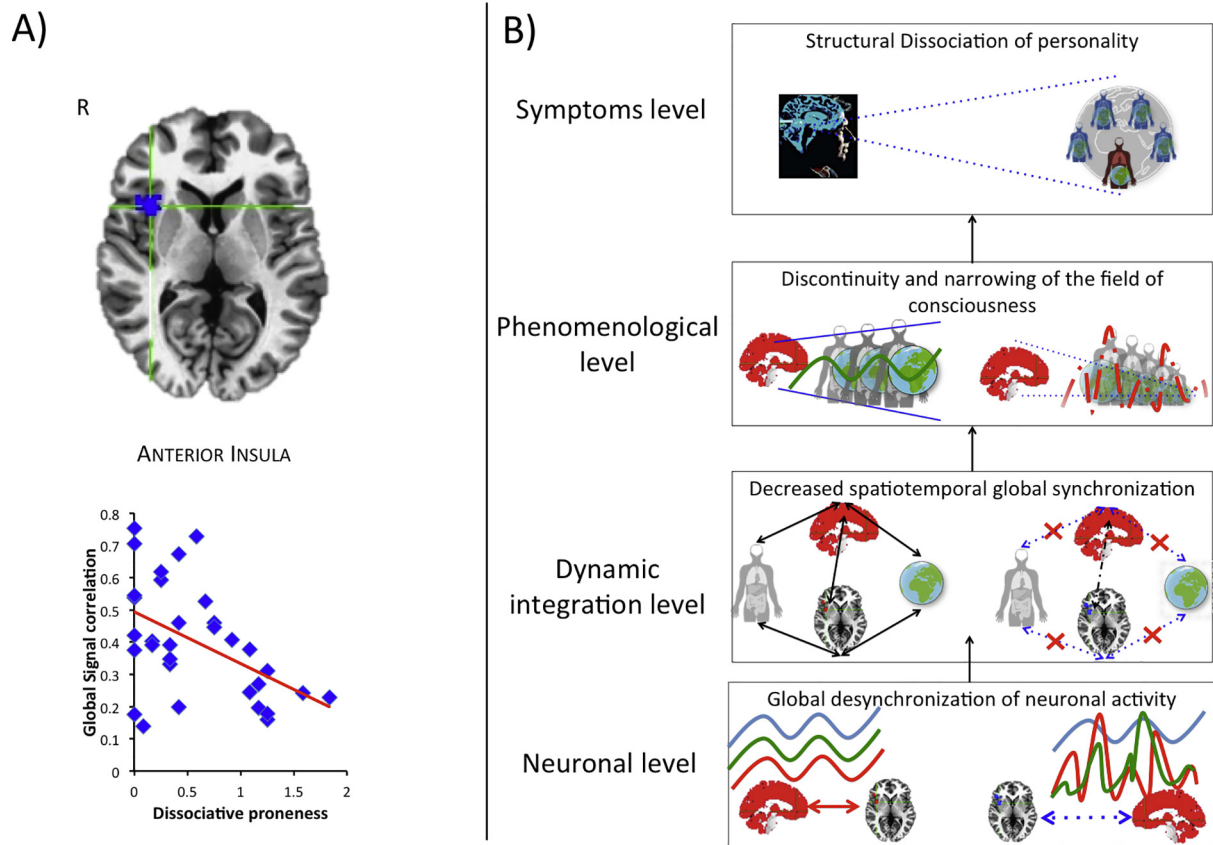 A)
R
ANTERIOR INSULA
0.8
0.7
0.6
0.5
0.4
0.3
0.2
0.1
0
Global Signal correlation
0
0.5
1
1.5
2
Dissociative proneness
B)
Symptoms level
Structural Dissociation of personality
Phenomenological
level
Discontinuity and narrowing of the field of
consciousness
Dynamic
integration level
Decreased spatiotemporal global synchronization
Neuronal level
Global desynchronization of neuronal activity